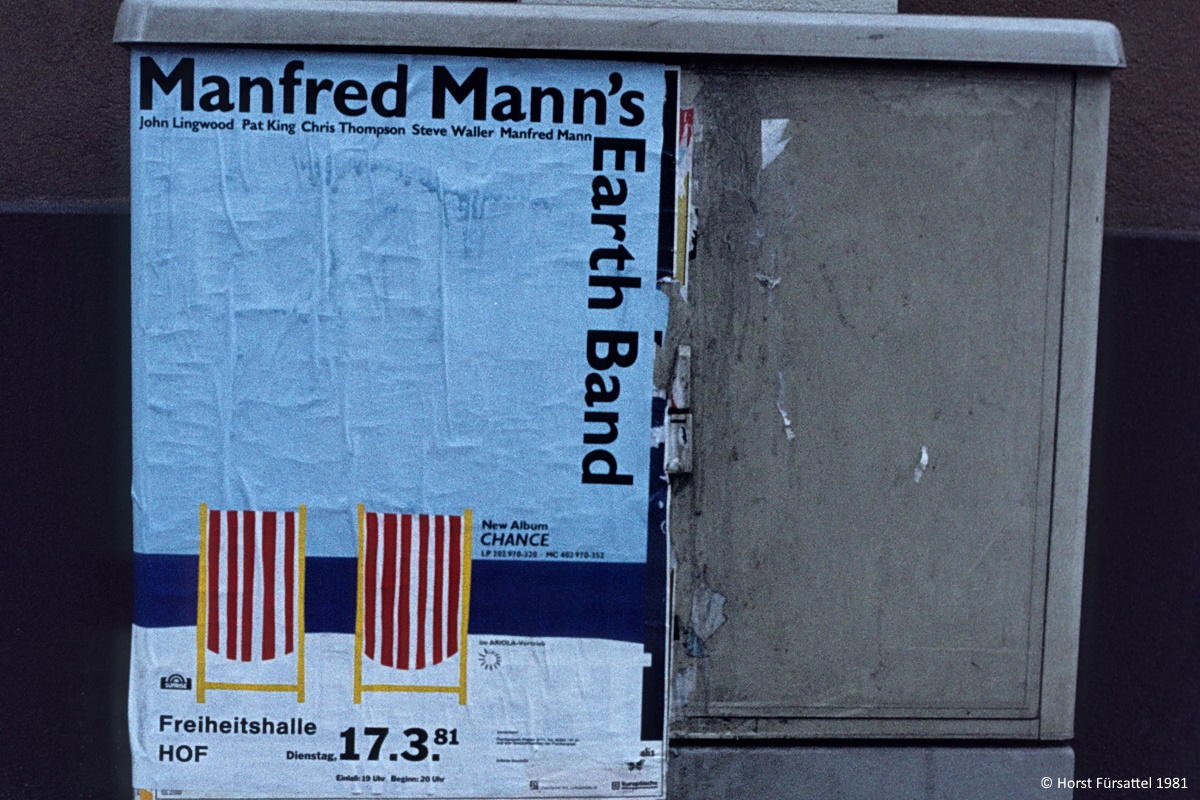 Manfred Mann's
John Lingwood Pat King Chris Thompson Steve Waller Manfred Mann
Earth Band
New Album
CHANCE
LP 202 970-320 · MC 402 970-352
im ARIOLA-Vertrieb
Freiheitshalle
HOF
Dienstag, 17.3.81
Einlaß: 19 Uhr Beginn: 20 Uhr
© Horst Fürsattel 1981